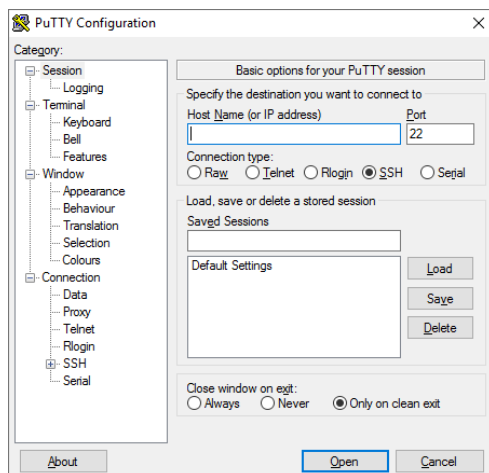 PuTTY Configuration
Category:
Session
Logging
Terminal
Keyboard
Bell
Features
Window
Appearance
Behaviour
Translation
Selection
Colours
Connection
Data
Proxy
Telnet
Rlogin
SSH
Serial
Basic options for your PuTTY session
Specify the destination you want to connect to
Host Name (or IP address) Port
22
Connection type:
Raw Telnet Rlogin SSH Serial
Load, save or delete a stored session
Saved Sessions
Default Settings
Load
Save
Delete
Close window on exit:
Always Never Only on clean exit
About Open Cancel